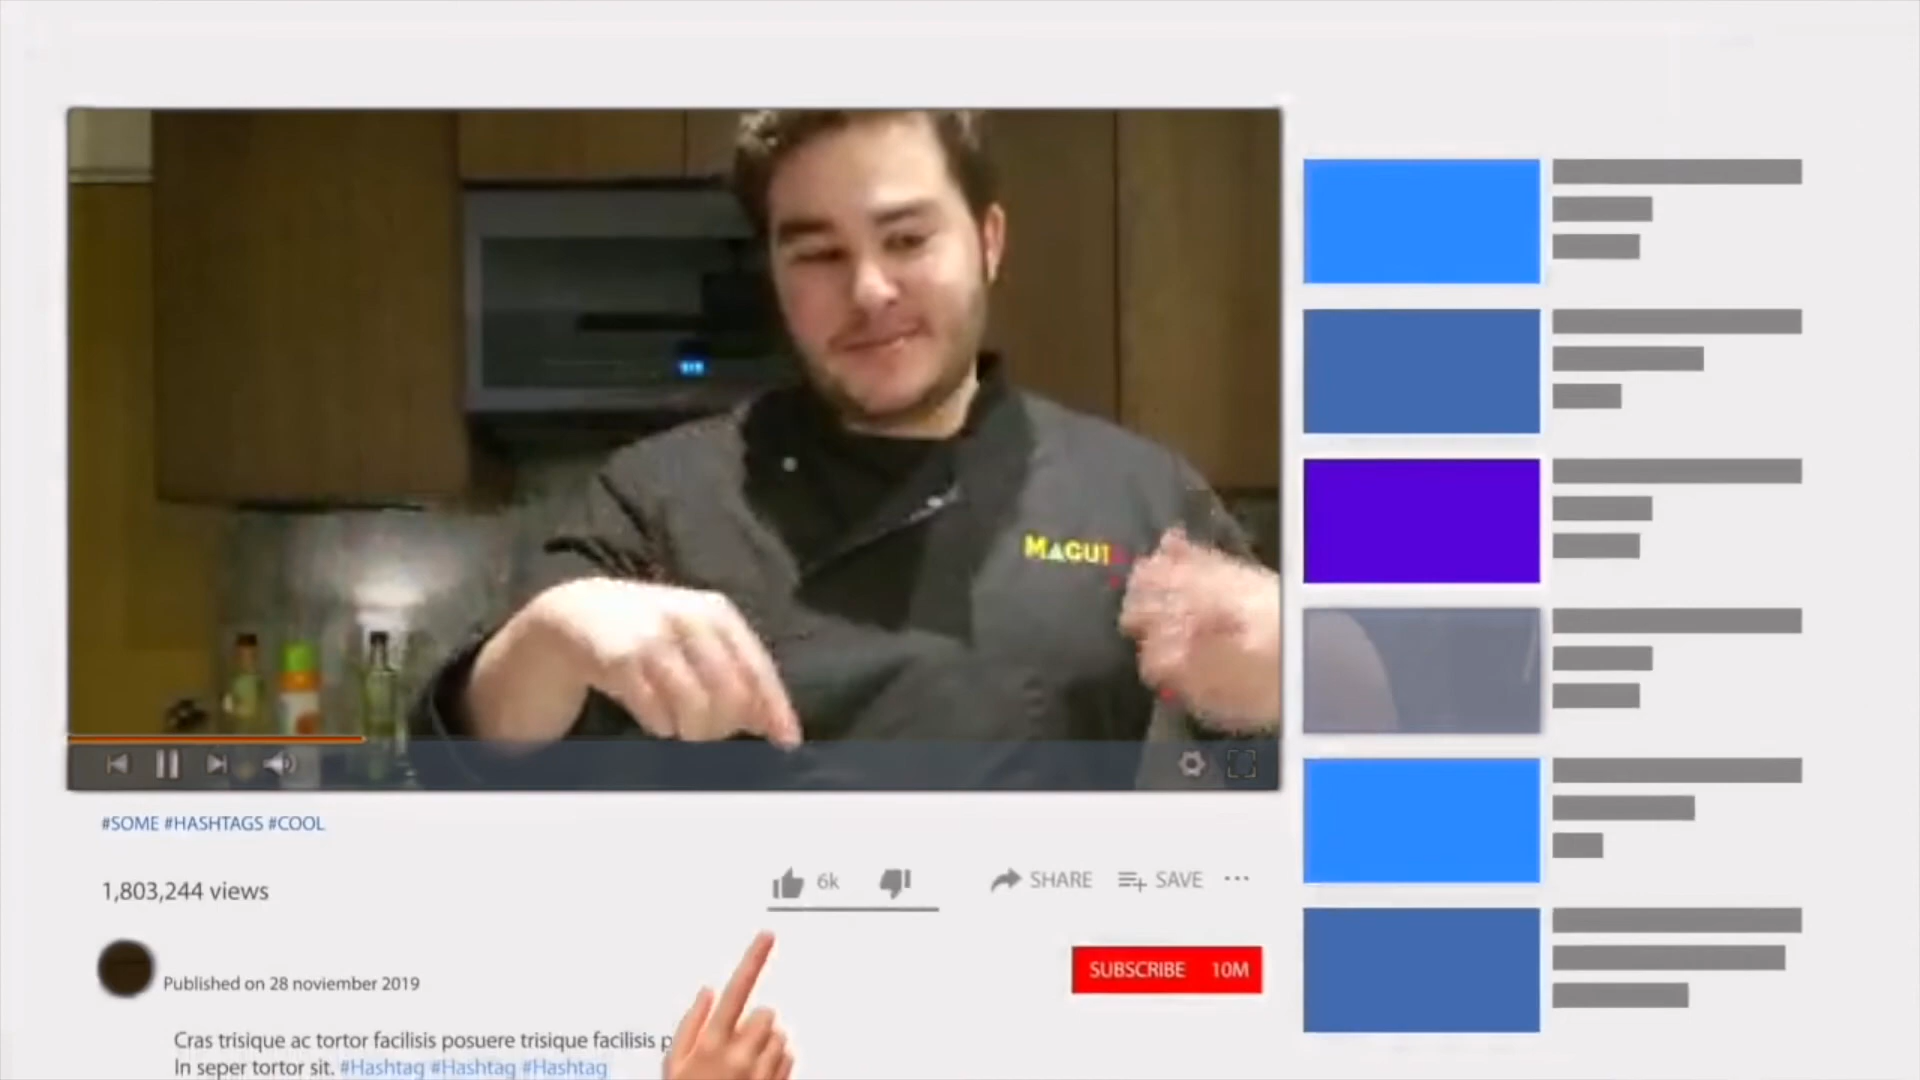 MAGUI
#SOME #HASHTAGS #COOL
1,803,244 views
6k
SHARE
SAVE
SUBSCRIBE 10M
Published on 28 noviember 2019
Cras trisique ac tortor facilisis posuere trisique facilisis
In seper tortor sit. #Hashtag #Hashtag #Hashtag